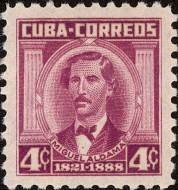 CUBA-CORREOS
MIGUEL ALDAMA
1821-1888
4¢ 4¢